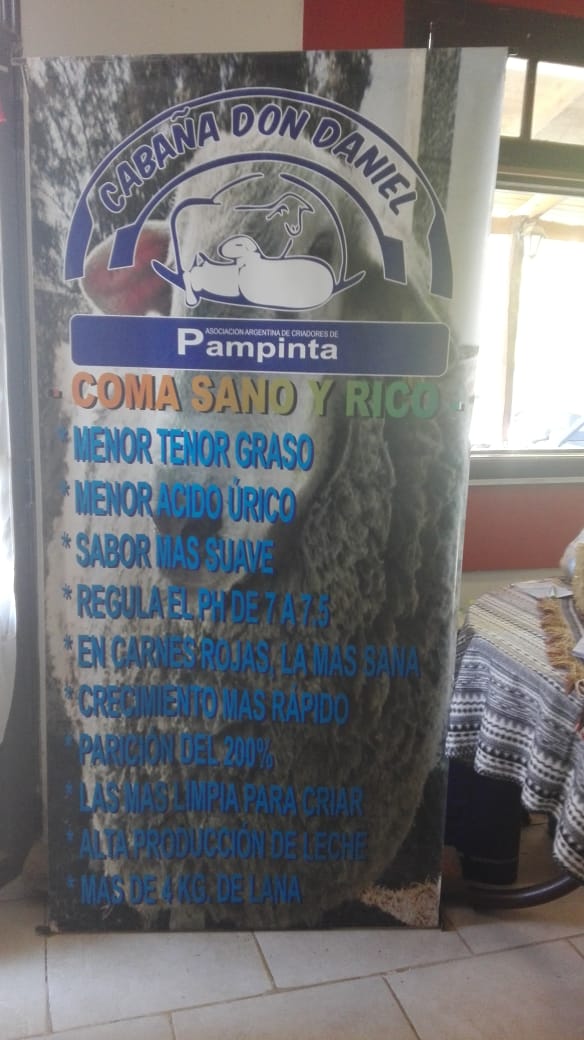 CABAÑA DON DANIEL
ASOCIACIÓN ARGENTINA DE CRIADORES DE
Pampinta
- COMA SANO Y RICO -
* MENOR TENOR GRASO
* MENOR ACIDO ÚRICO
* SABOR MAS SUAVE
* REGULA EL PH DE 7 A 7.5
* EN CARNES ROJAS, LA MAS SANA
* CRECIMIENTO MAS RÁPIDO
* PARICIÓN DEL 200%
* LAS MAS LIMPIA PARA CRIAR
* ALTA PRODUCCIÓN DE LECHE
* MAS DE 4 KG. DE LANA